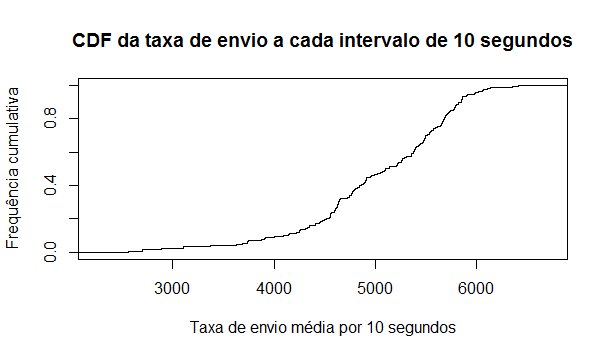 CDF da taxa de envio a cada intervalo de 10 segundos
Frequência cumulativa
0.8
0.4
0.0
3000 4000 5000 6000
Taxa de envio média por 10 segundos